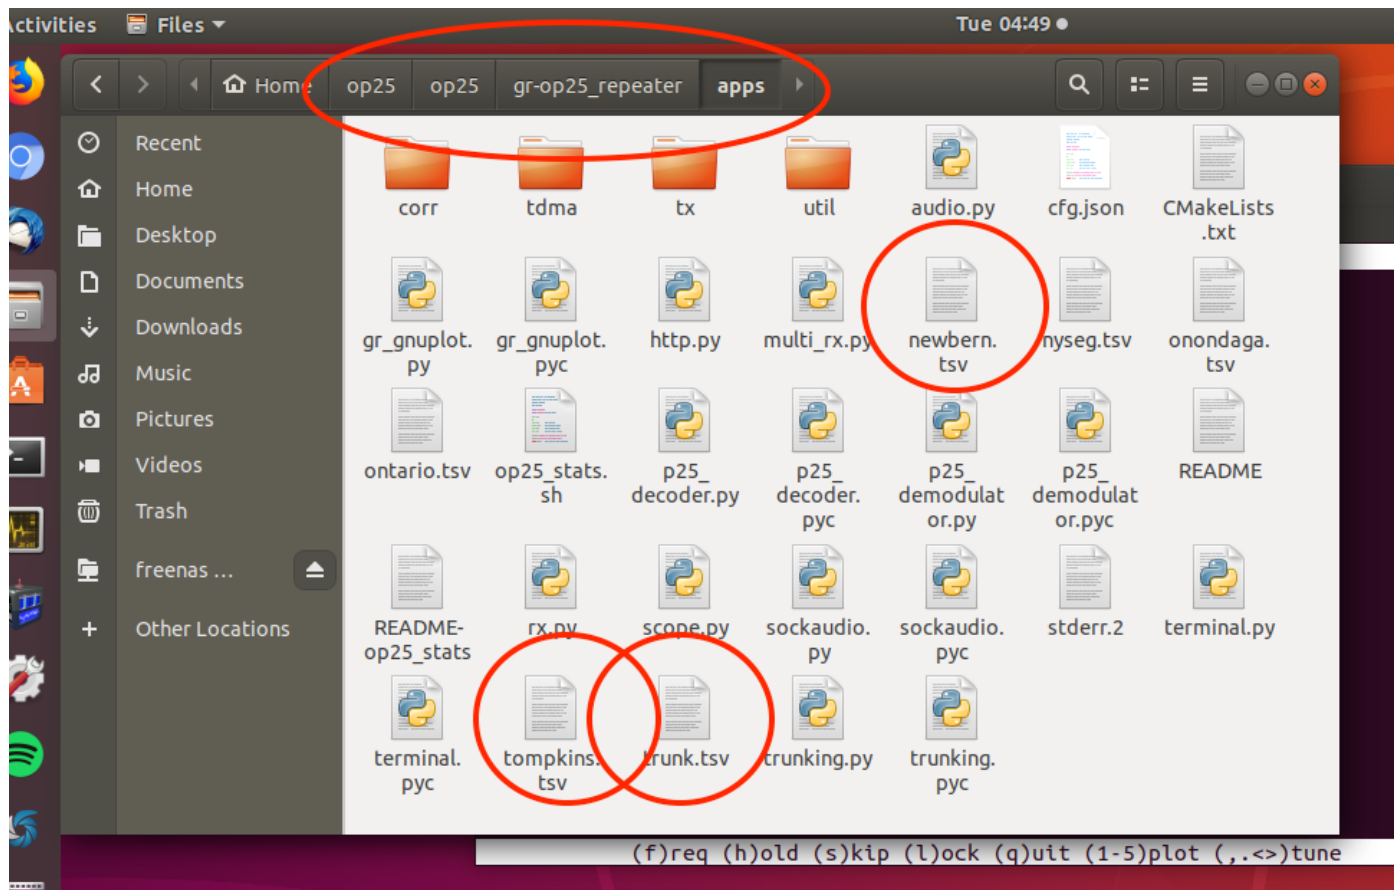 Activities Files Tue 04:49
Home op25 op25 gr-op25_repeater apps
Recent
Home
Desktop
Documents
Downloads
Music
Pictures
Videos
Trash
freenas ...
Other Locations
corr tdma tx util audio.py cfg.json CMakeLists
.txt
gr_gnuplot. gr_gnuplot. http.py multi_rx.py newbern. nyseg.tsv onondaga.
py pyc tsv tsv
ontario.tsv op25_stats. p25_ p25_ p25_ p25_ README
sh decoder.py decoder. demodulat demodulat
pyc or.py or.pyc
README- rx.py scope.py sockaudio. sockaudio. stderr.2 terminal.py
op25_stats py pyc
terminal. tompkins. trunk.tsv trunking.py trunking.
pyc tsv pyc
(f)req (h)old (s)kip (l)ock (q)uit (1-5)plot (,.<>)tune